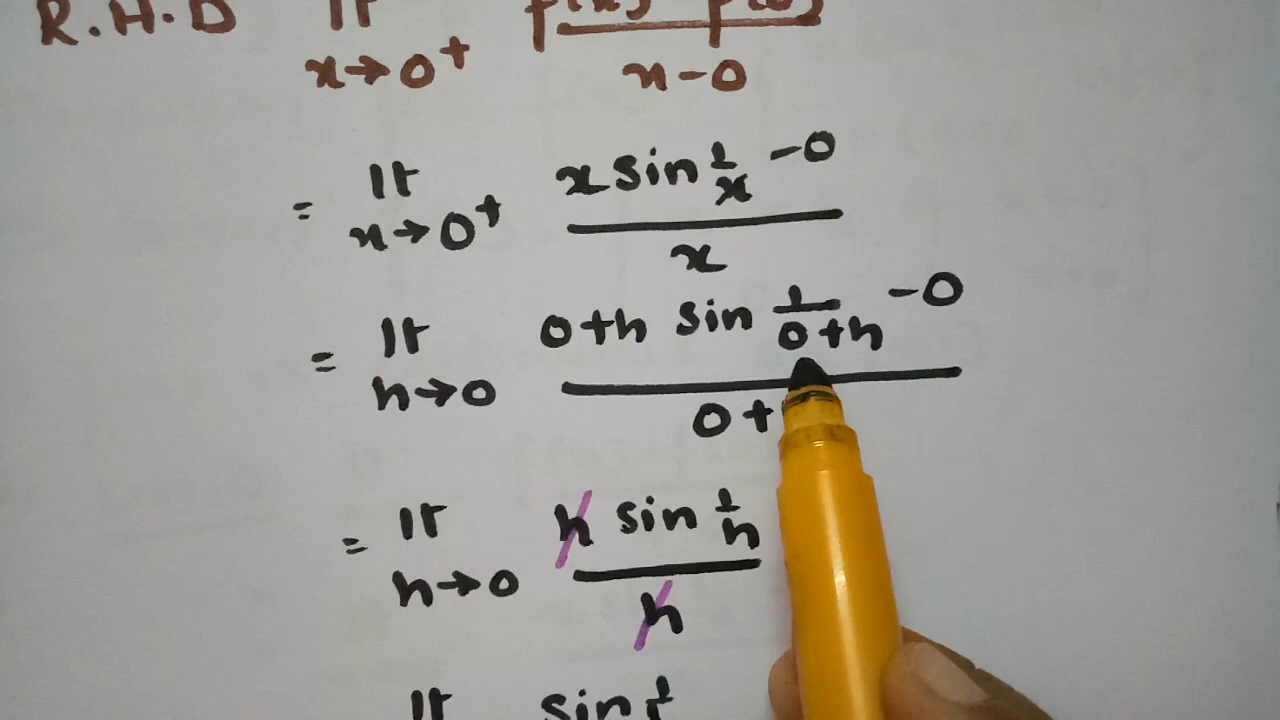 R.H.D lt f(x) - f(0)
x→0+ x-0
= lt x sin 1/x - 0
x→0+ x
= lt 0+h sin 1/0+h - 0
h→0 0+
= lt h sin 1/h
h→0 h
lt sin 1